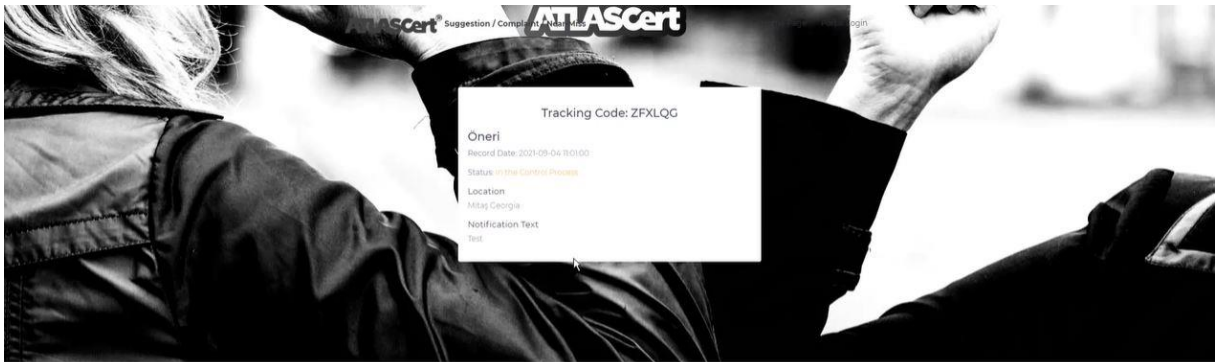 ATLASCert® Suggestion / Complaint / Near Miss ATLASCert Login
Tracking Code: ZFXLQG
Öneri
Record Date: 2021-09-04 11:01:00
Status: In the Control Process
Location
Mitaş Georgia
Notification Text
Test